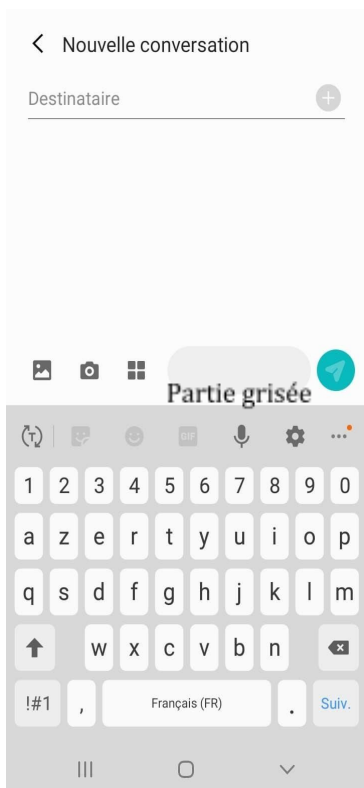 Nouvelle conversation
Destinataire
Partie grisée
T GIF
1 2 3 4 5 6 7 8 9 0
a z e r t y u i o p
q s d f g h j k l m
w x c v b n
!#1 , Français (FR) . Suiv.